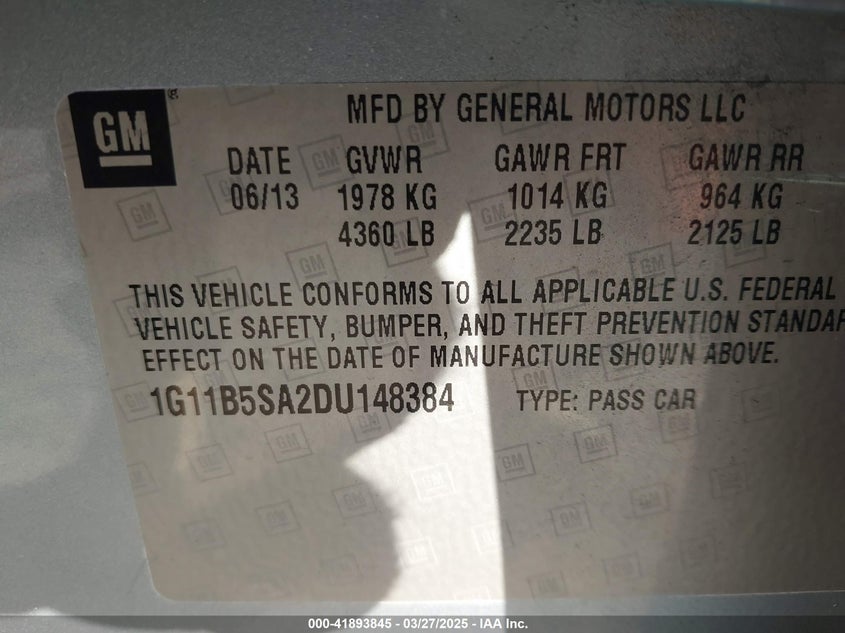 GM
MFD BY GENERAL MOTORS LLC
DATE GVWR GAWR FRT GAWR RR
06/13 1978 KG 1014 KG 964 KG
4360 LB 2235 LB 2125 LB
THIS VEHICLE CONFORMS TO ALL APPLICABLE U.S. FEDERAL
VEHICLE SAFETY, BUMPER, AND THEFT PREVENTION STANDAR
EFFECT ON THE DATE OF MANUFACTURE SHOWN ABOVE.
1G11B5SA2DU148384 TYPE: PASS CAR
000-41893845 - 03/27/2025 - IAA Inc.